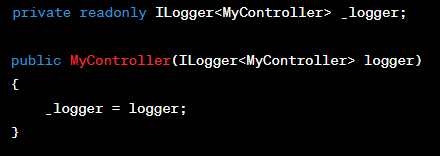 private readonly ILogger<MyController> _logger;
public MyController(ILogger<MyController> logger)
{
_logger = logger;
}